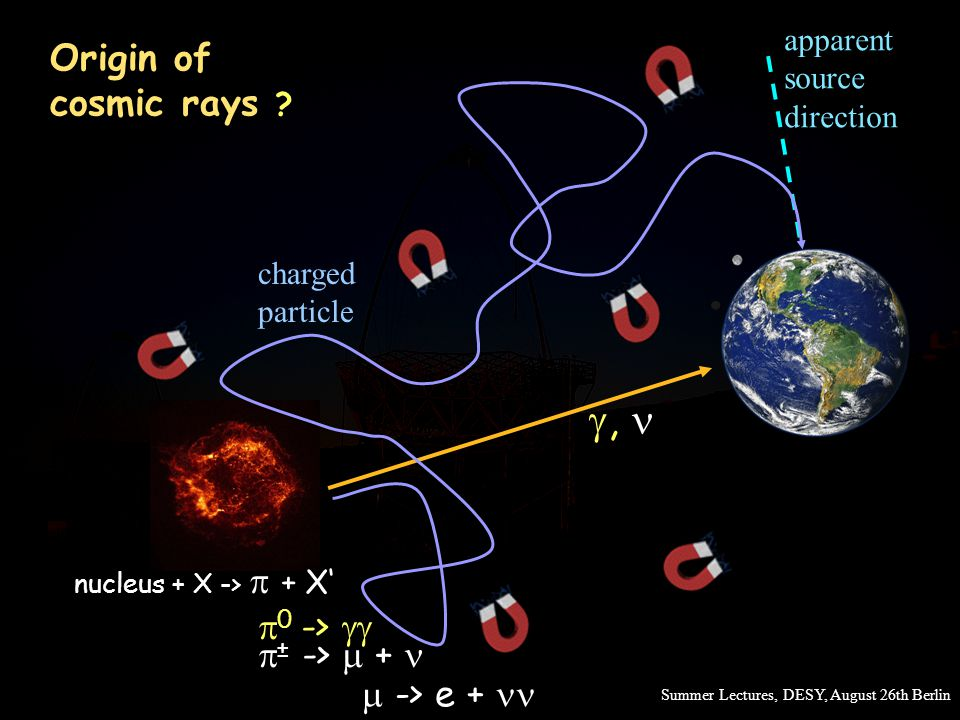 Origin of
cosmic rays ?
apparent
source
direction
charged
particle
γ, ν
nucleus + X -> π + X‘
π⁰ -> γγ
π± -> μ + ν
μ -> e + νν
Summer Lectures, DESY, August 26th Berlin